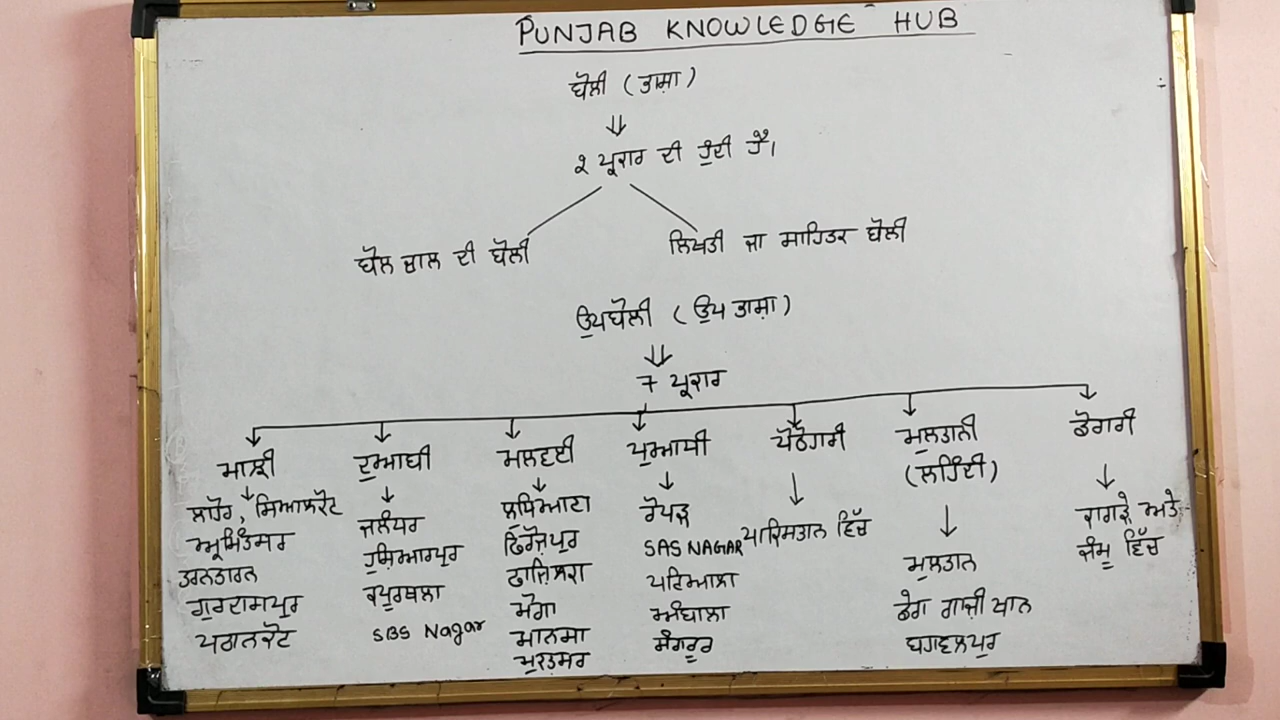 PUNJAB KNOWLEDGE HUB
ਬੋਲੀ (ਭਾਸ਼ਾ)
੨ ਪ੍ਰਕਾਰ ਦੀ ਹੁੰਦੀ ਹੈ।
ਬੋਲ ਚਾਲ ਦੀ ਬੋਲੀ
ਲਿਖਤੀ ਜਾ ਸਾਹਿਤਕ ਬੋਲੀ
ਉਪਬੋਲੀ (ਉਪ ਭਾਸ਼ਾ)
7 ਪ੍ਰਕਾਰ
ਮਾਝੀ
ਲਾਹੌਰ, ਸਿਆਲਕੋਟ
ਅੰਮ੍ਰਿਤਸਰ
ਤਰਨਤਾਰਨ
ਗੁਰਦਾਸਪੁਰ
ਪਠਾਨਕੋਟ
ਦੁਆਬੀ
ਜਲੰਧਰ
ਹੁਸ਼ਿਆਰਪੁਰ
ਕਪੂਰਥਲਾ
SBS Nagar
ਮਲਵਈ
ਲੁਧਿਆਣਾ
ਫਿਰੋਜ਼ਪੁਰ
ਫਾਜ਼ਿਲਕਾ
ਮੋਗਾ
ਮਾਨਸਾ
ਮੁਕਤਸਰ
ਪੁਆਧੀ
ਰੋਪੜ
SAS NAGAR
ਪਟਿਆਲਾ
ਅੰਬਾਲਾ
ਸੰਗਰੂਰ
ਪੋਠੋਹਾਰੀ
ਪਾਕਿਸਤਾਨ ਵਿੱਚ
ਮੁਲਤਾਨੀ
(ਲਹਿੰਦੀ)
ਮੁਲਤਾਨ
ਡੇਰਾ ਗਾਜ਼ੀ ਖਾਨ
ਬਹਾਵਲਪੁਰ
ਡੋਗਰੀ
ਕਾਂਗੜੇ ਅਤੇ
ਜੰਮੂ ਵਿੱਚ